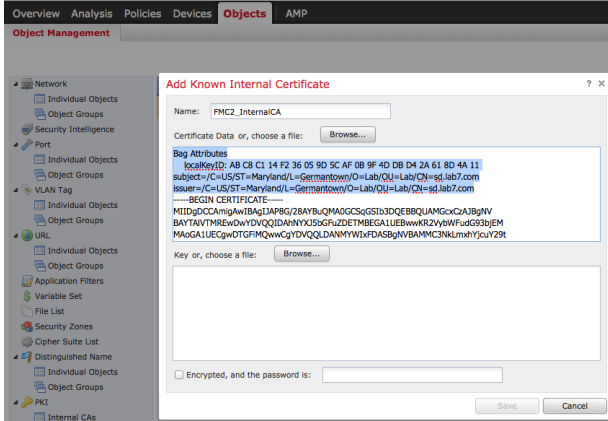 Overview Analysis Policies Devices Objects AMP
Object Management
Network
Individual Objects
Object Groups
Security Intelligence
Port
Individual Objects
Object Groups
VLAN Tag
Individual Objects
Object Groups
URL
Individual Objects
Object Groups
Application Filters
Variable Set
File List
Security Zones
Cipher Suite List
Distinguished Name
Individual Objects
Object Groups
PKI
Internal CAs
Add Known Internal Certificate ? ×
Name: FMC2_InternalCA
Certificate Data or, choose a file: Browse...
Bag Attributes
localKeyID: AB C8 C1 14 F2 36 05 9D 5C AF 0B 9F 4D DB D4 2A 61 8D 4A 11
subject=/C=US/ST=Maryland/L=Germantown/O=Lab/OU=Lab/CN=sd.lab7.com
issuer=/C=US/ST=Maryland/L=Germantown/O=Lab/OU=Lab/CN=sd.lab7.com
-----BEGIN CERTIFICATE-----
MIIDgDCCAmigAwIBAgIJAP8G/28AYBuQMA0GCSqGSIb3DQEBBQUAMGcxCzAJBgNV
BAYTAlVTMREwDwYDVQQIDAhNYXJ5bGFuZDETMBEGA1UEBwwKR2VybWFudG93bjEM
MAoGA1UECgwDTGFiMQwwCgYDVQQLDANMYWIxFDASBgNVBAMMC3NkLmxhYjcuY29t
Key or, choose a file: Browse...
Encrypted, and the password is:
Save Cancel